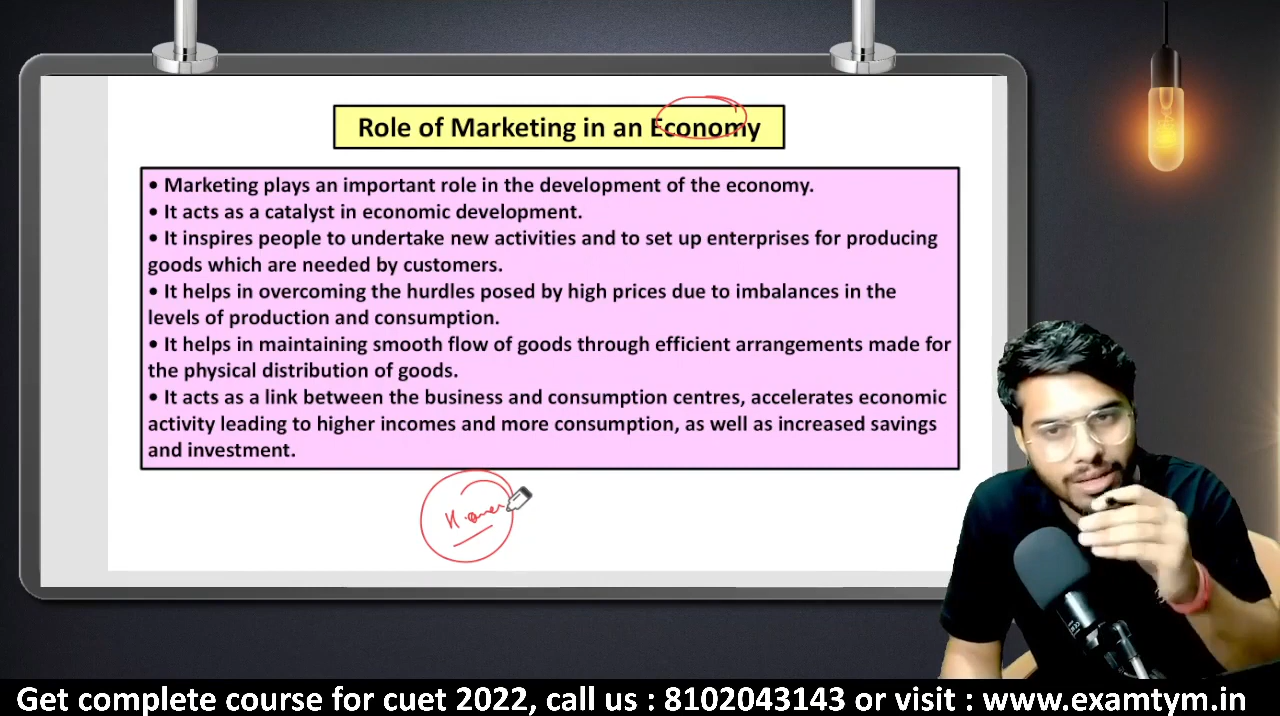 Role of Marketing in an Economy
• Marketing plays an important role in the development of the economy.
• It acts as a catalyst in economic development.
• It inspires people to undertake new activities and to set up enterprises for producing
goods which are needed by customers.
• It helps in overcoming the hurdles posed by high prices due to imbalances in the
levels of production and consumption.
• It helps in maintaining smooth flow of goods through efficient arrangements made for
the physical distribution of goods.
• It acts as a link between the business and consumption centres, accelerates economic
activity leading to higher incomes and more consumption, as well as increased savings
and investment.
Get complete course for cuet 2022, call us : 8102043143 or visit : www.examtym.in